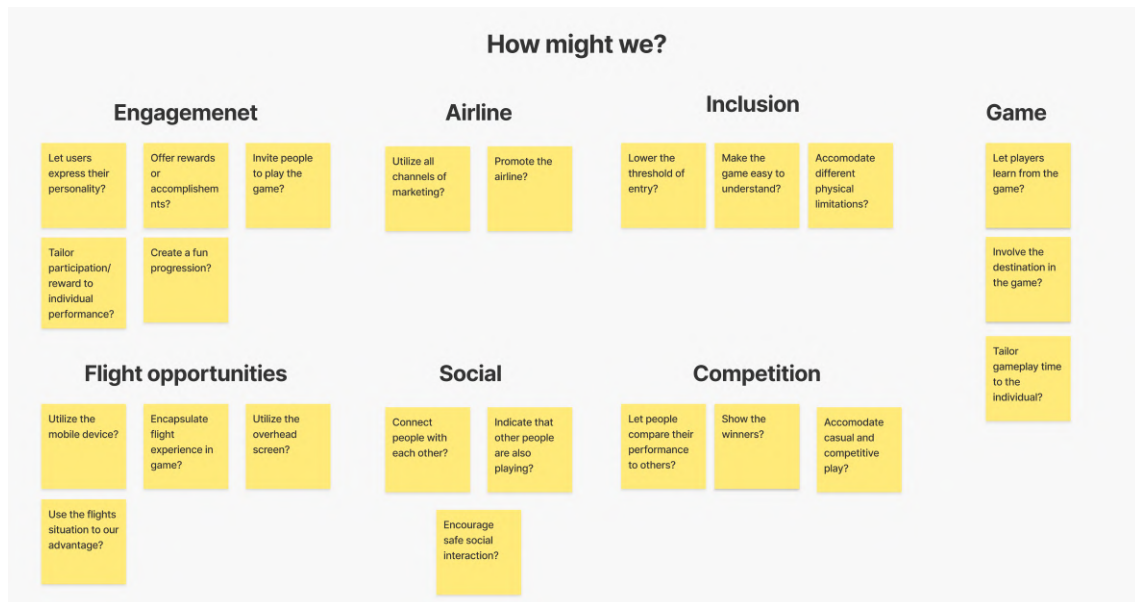 How might we?
Engagemenet
Let users
express their
personality?
Offer rewards
or
accomplishem
nts?
Invite people
to play the
game?
Tailor
participation/
reward to
individual
performance?
Create a fun
progression?
Airline
Utilize all
channels of
marketing?
Promote the
airline?
Inclusion
Lower the
threshold of
entry?
Make the
game easy to
understand?
Accomodate
different
physical
limitations?
Game
Let players
learn from the
game?
Involve the
destination in
the game?
Tailor
gameplay time
to the
individual?
Flight opportunities
Utilize the
mobile device?
Encapsulate
flight
experience in
game?
Utilize the
overhead
screen?
Use the flights
situation to our
advantage?
Social
Connect
people with
each other?
Indicate that
other people
are also
playing?
Encourage
safe social
interaction?
Competition
Let people
compare their
performance
to others?
Show the
winners?
Accomodate
casual and
competitive
play?